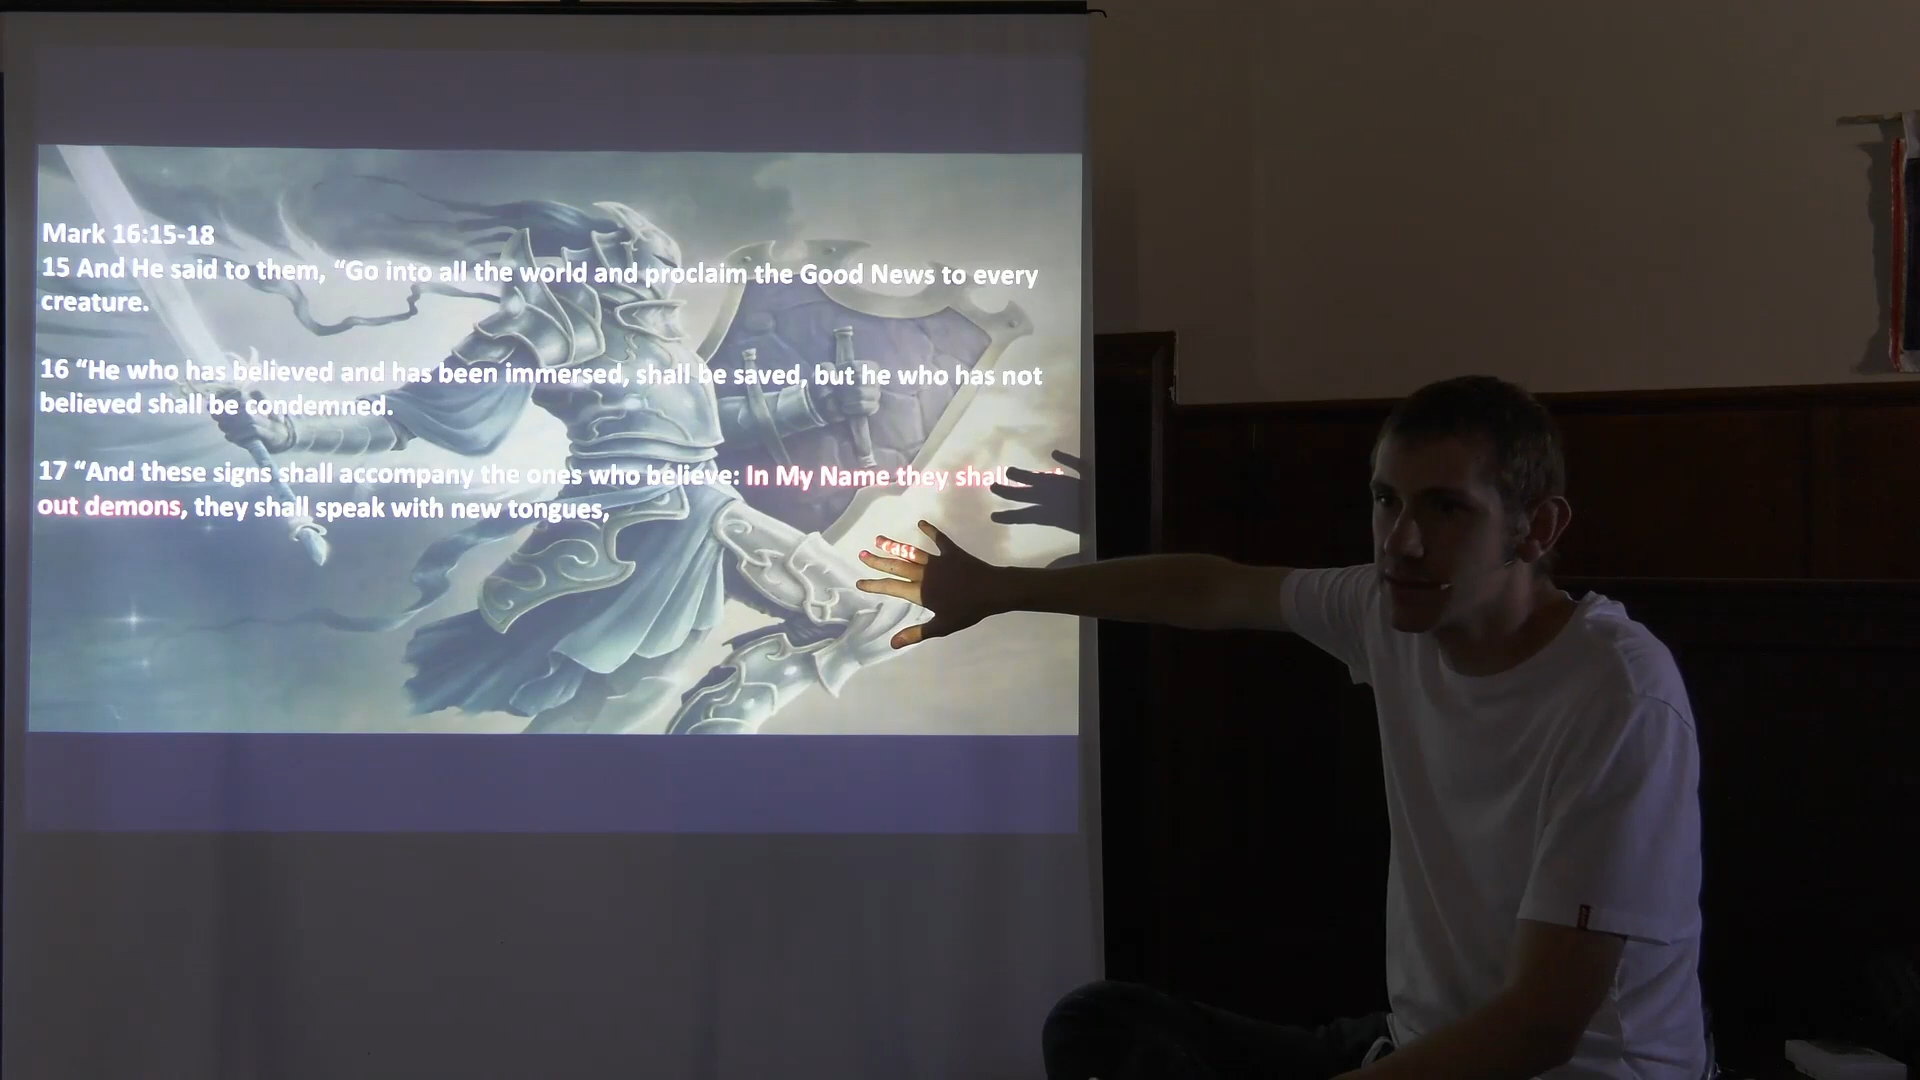 Mark 16:15-18
15 And He said to them, “Go into all the world and proclaim the Good News to every
creature.
16 “He who has believed and has been immersed, shall be saved, but he who has not
believed shall be condemned.
17 “And these signs shall accompany the ones who believe: In My Name they shall cast
out demons, they shall speak with new tongues,